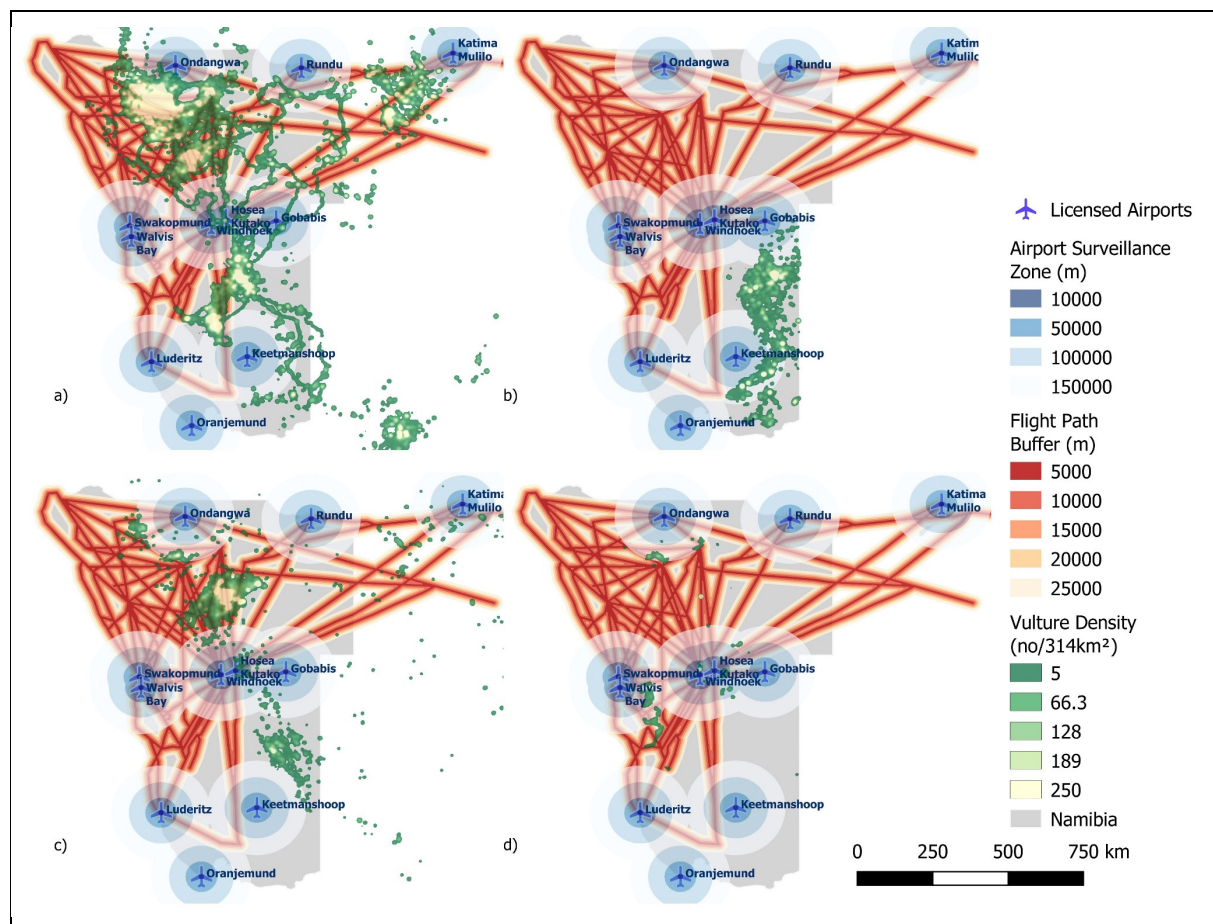 Ondangwa
Rundu
Katima
Mulilo
Swakopmund
Walvis
Bay
Hosea
Kutako
Windhoek
Gobabis
Luderitz
Keetmanshoop
a)
Oranjemund
Ondangwa
Rundu
Katima
Mulilo
Swakopmund
Walvis
Bay
Hosea
Kutako
Windhoek
Gobabis
Luderitz
Keetmanshoop
b)
Oranjemund
Ondangwa
Rundu
Katima
Mulilo
Swakopmund
Walvis
Bay
Hosea
Kutako
Windhoek
Gobabis
Luderitz
Keetmanshoop
c)
Oranjemund
Ondangwa
Rundu
Katima
Mulilo
Swakopmund
Walvis
Bay
Hosea
Kutako
Windhoek
Gobabis
Luderitz
Keetmanshoop
d)
Oranjemund
Licensed Airports
Airport Surveillance
Zone (m)
10000
50000
100000
150000
Flight Path
Buffer (m)
5000
10000
15000
20000
25000
Vulture Density
(no/314km²)
5
66.3
128
189
250
Namibia
0 250 500 750 km